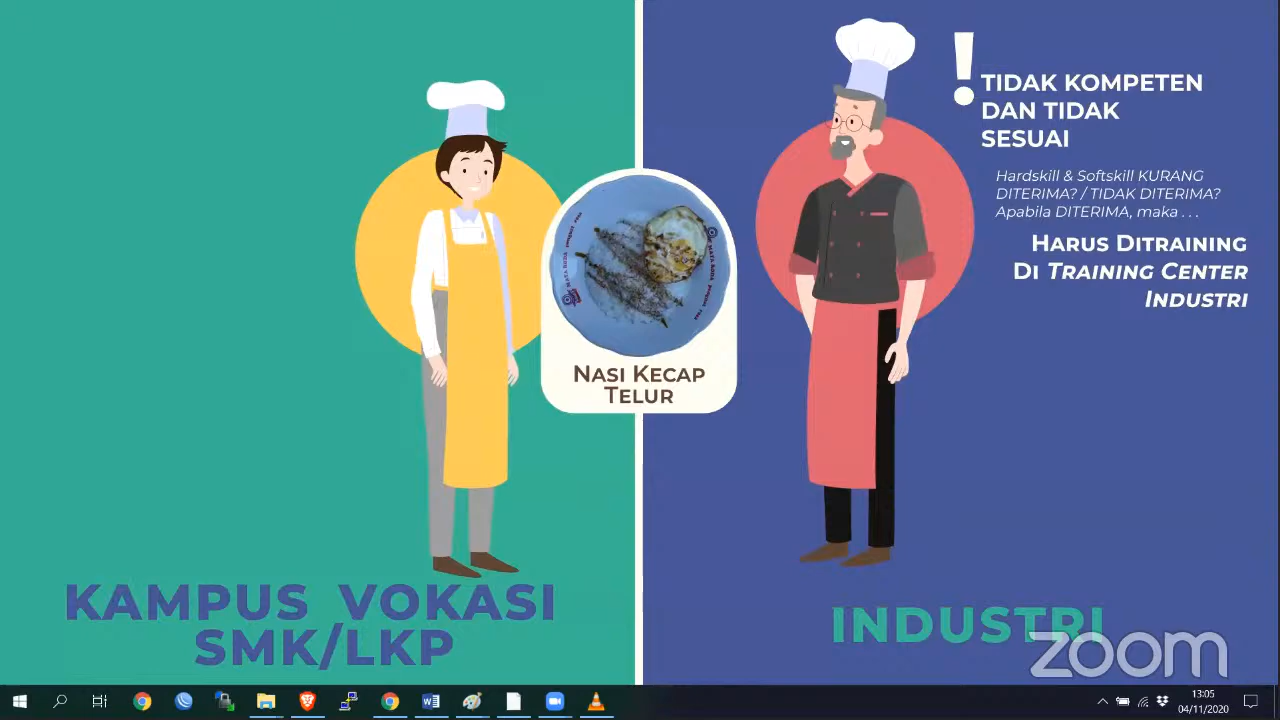 ! TIDAK KOMPETEN
DAN TIDAK
SESUAI
Hardskill & Softskill KURANG
DITERIMA? / TIDAK DITERIMA?
Apabila DITERIMA, maka . . .
HARUS DITRAINING
DI TRAINING CENTER
INDUSTRI
NASI KECAP
TELUR
KAMPUS VOKASI
SMK/LKP
INDUSTRI
zoom
13:05
04/11/2020